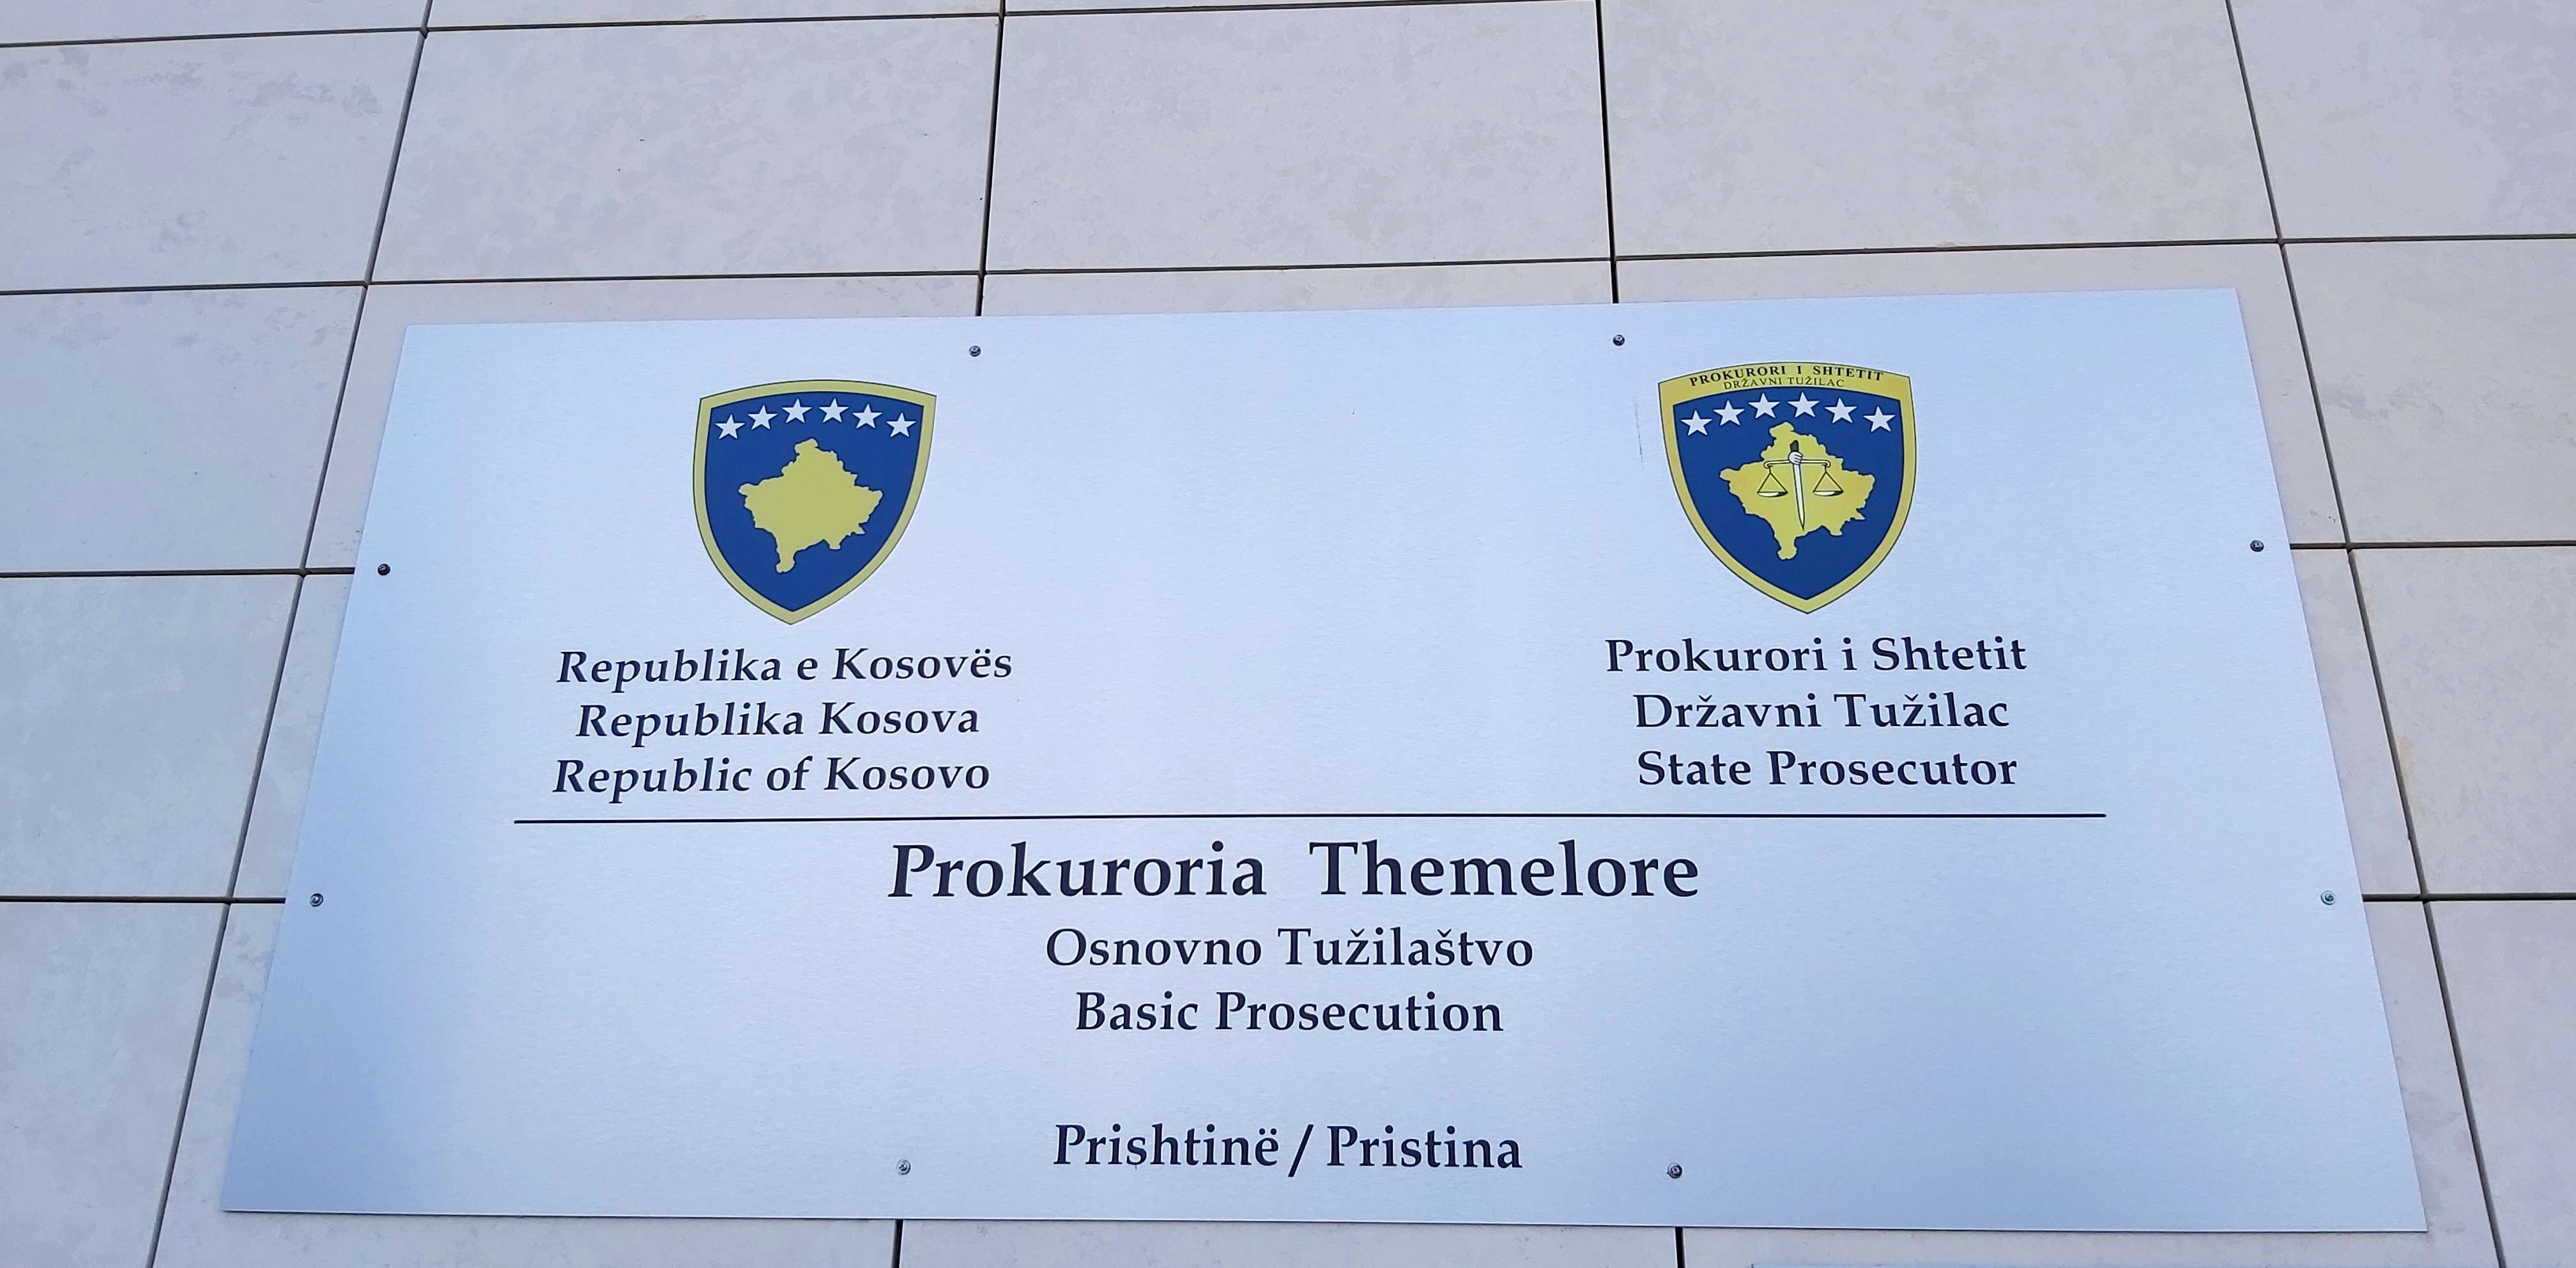 Republika e Kosovës
Republika Kosova
Republic of Kosovo
PROKURORI I SHTETIT
DRŽAVNI TUŽILAC
Prokurori i Shtetit
Državni Tužilac
State Prosecutor
Prokuroria Themelore
Osnovno Tužilaštvo
Basic Prosecution
Prishtinë / Pristina